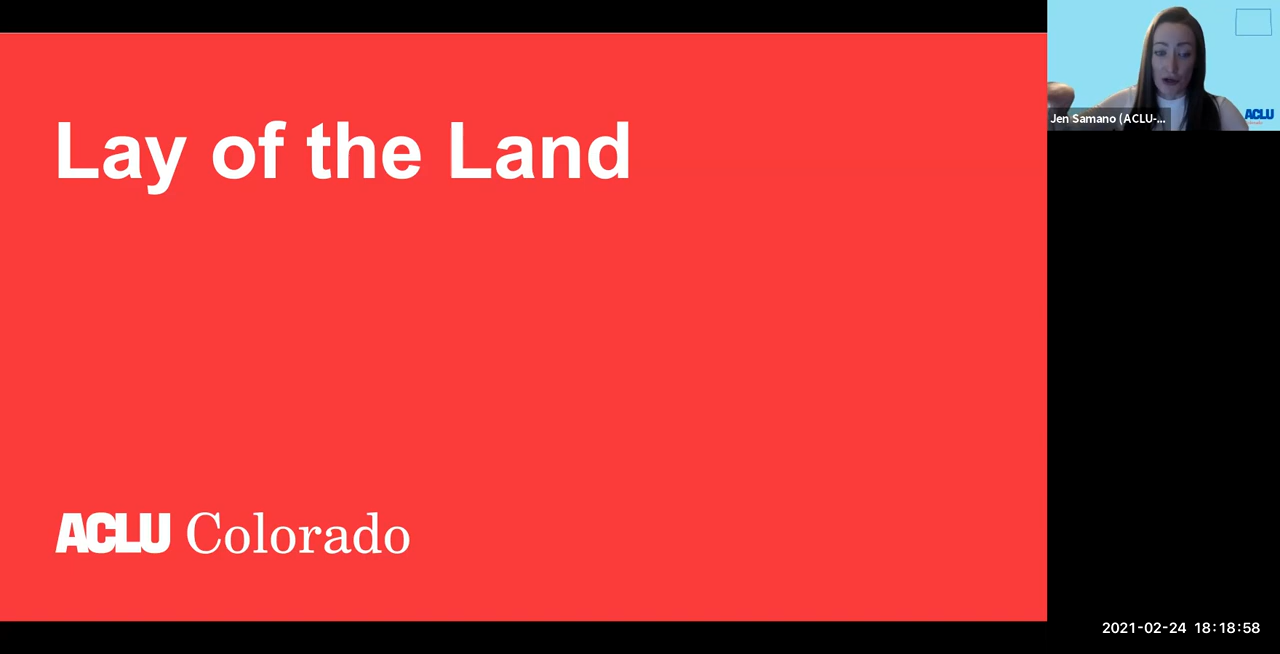 Lay of the Land
ACLU Colorado
Jen Samano (ACLU-...
ACLU
2021-02-24 18:18:58